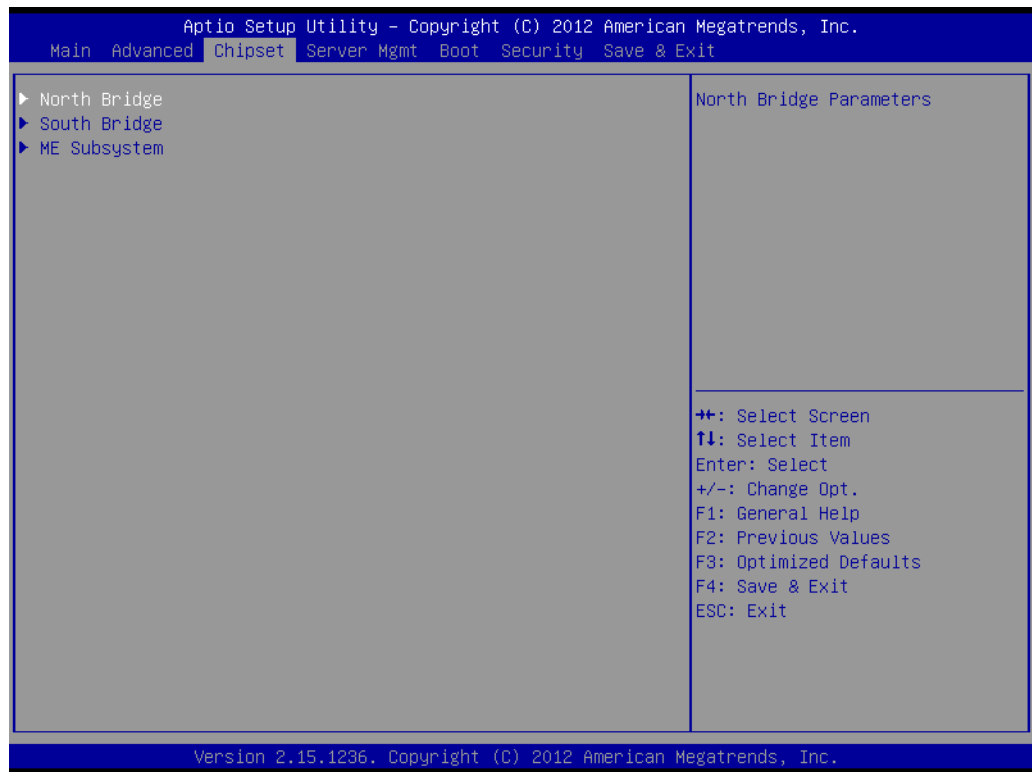 Aptio Setup Utility – Copyright (C) 2012 American Megatrends, Inc.
Main Advanced Chipset Server Mgmt Boot Security Save & Exit
► North Bridge
► South Bridge
► ME Subsystem
North Bridge Parameters
→←: Select Screen
↑↓: Select Item
Enter: Select
+/-: Change Opt.
F1: General Help
F2: Previous Values
F3: Optimized Defaults
F4: Save & Exit
ESC: Exit
Version 2.15.1236. Copyright (C) 2012 American Megatrends, Inc.